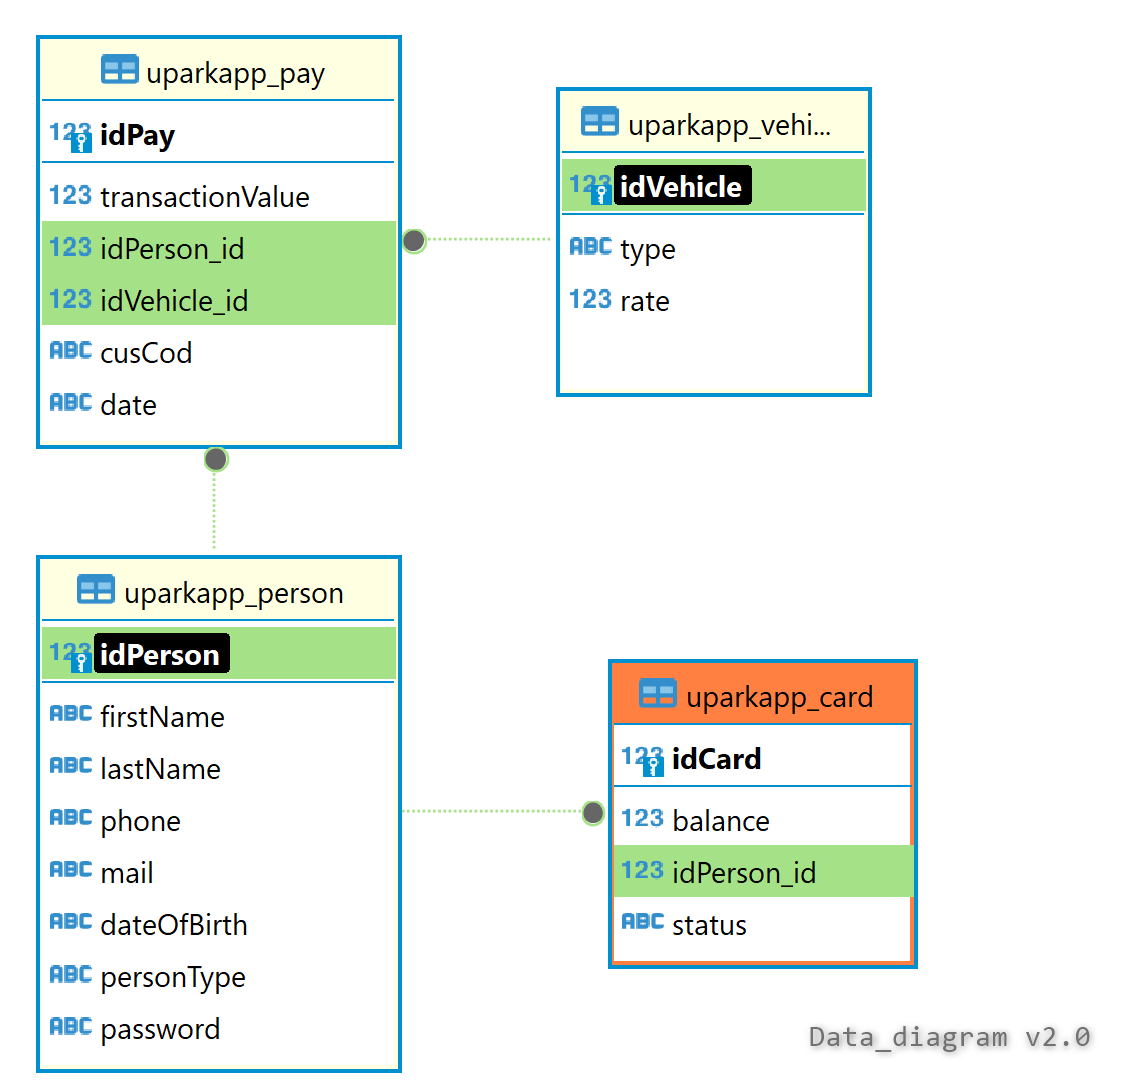 uparkapp_pay
123 idPay
123 transactionValue
123 idPerson_id
123 idVehicle_id
ABC cusCod
ABC date
uparkapp_vehi...
123 idVehicle
ABC type
123 rate
uparkapp_person
123 idPerson
ABC firstName
ABC lastName
ABC phone
ABC mail
ABC dateOfBirth
ABC personType
ABC password
uparkapp_card
123 idCard
123 balance
123 idPerson_id
ABC status
Data_diagram v2.0